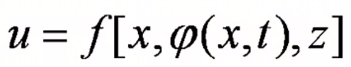 u = f[x,φ(x,t),z]